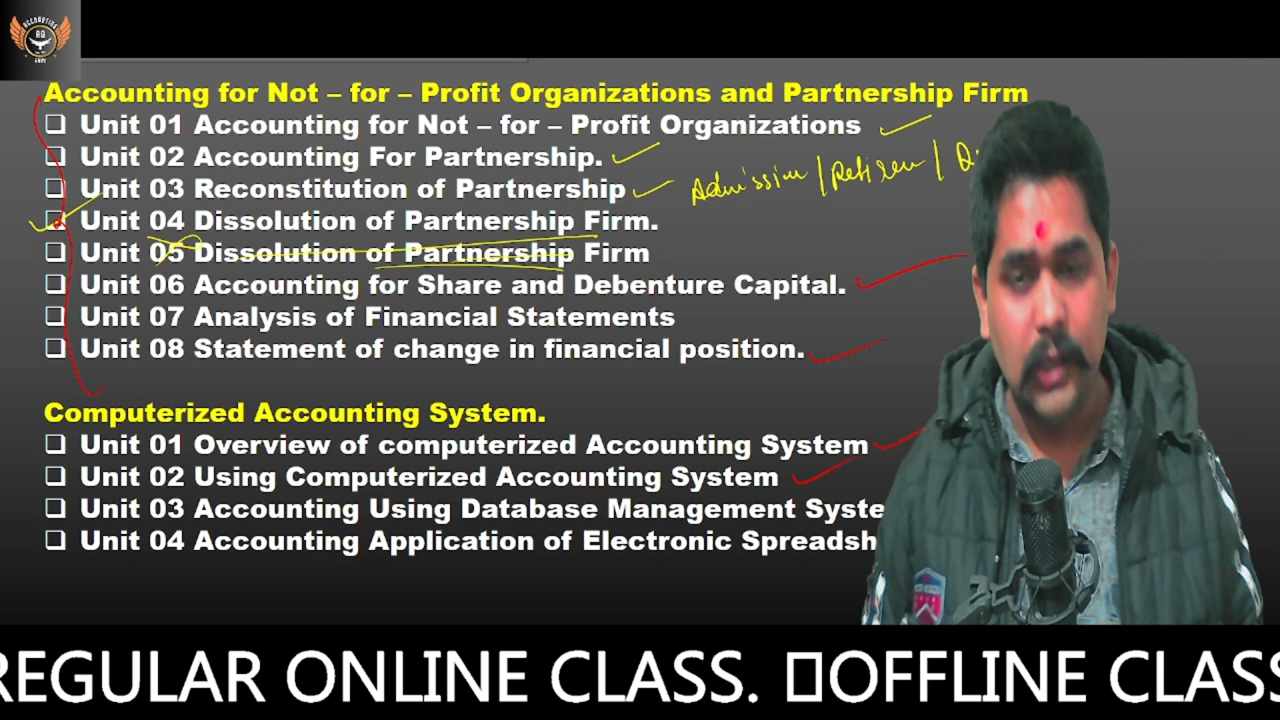 ACCOUNTING
RQ
Accounting for Not – for – Profit Organizations and Partnership Firm
❑ Unit 01 Accounting for Not – for – Profit Organizations
❑ Unit 02 Accounting For Partnership.
❑ Unit 03 Reconstitution of Partnership Admission / Retirem /
❑ Unit 04 Dissolution of Partnership Firm.
❑ Unit 05 Dissolution of Partnership Firm
❑ Unit 06 Accounting for Share and Debenture Capital.
❑ Unit 07 Analysis of Financial Statements
❑ Unit 08 Statement of change in financial position.
Computerized Accounting System.
❑ Unit 01 Overview of computerized Accounting System
❑ Unit 02 Using Computerized Accounting System
❑ Unit 03 Accounting Using Database Management Syste
❑ Unit 04 Accounting Application of Electronic Spreadsh
REGULAR ONLINE CLASS. OFFLINE CLASS